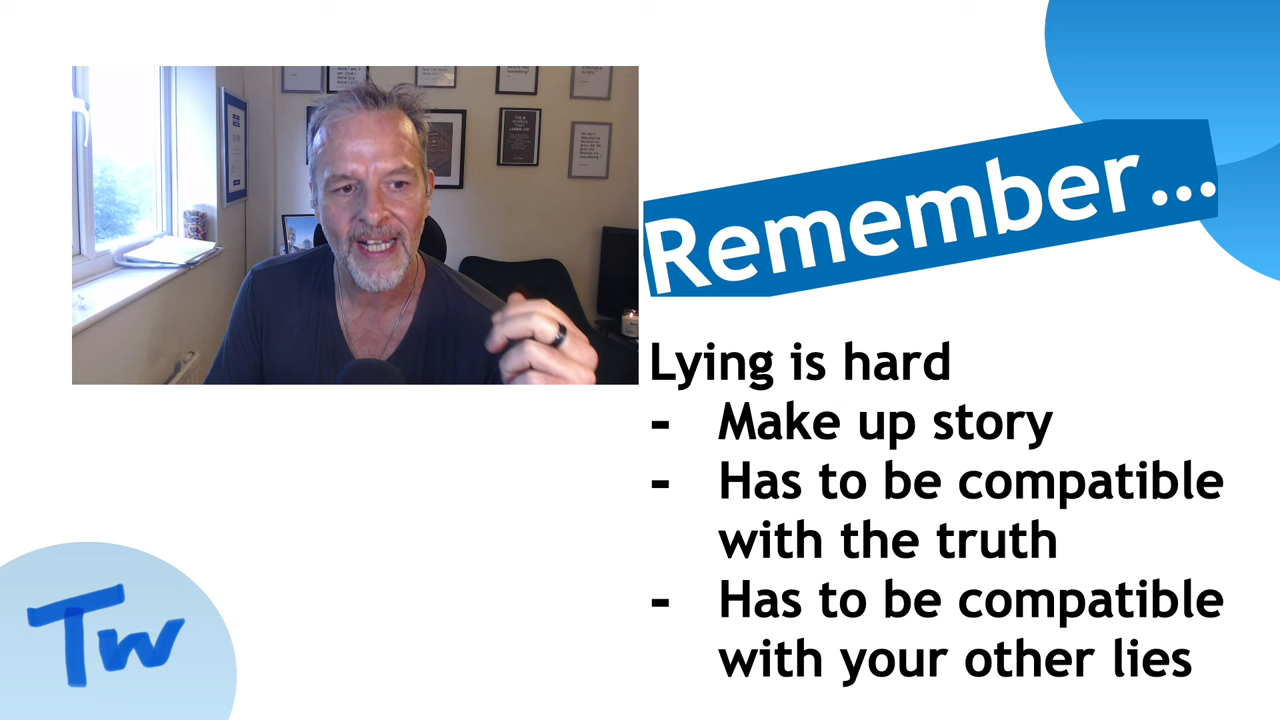 Remember...
Lying is hard
- Make up story
- Has to be compatible
with the truth
- Has to be compatible
with your other lies
Tw